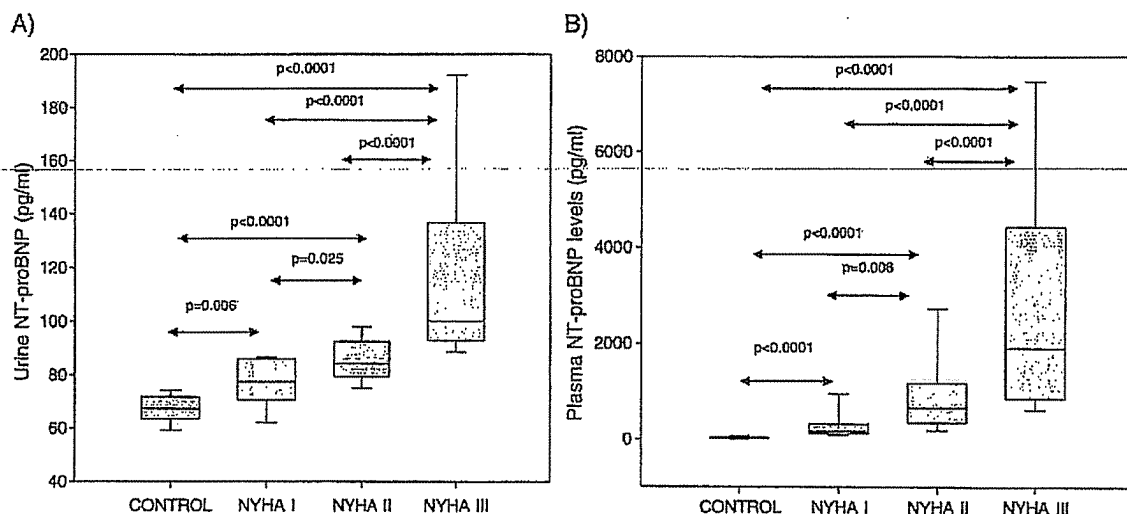 A)
200
180
160
140
120
100
80
60
40
Urine NT-proBNP (pg/ml)
p<0.0001
p<0.0001
p<0.0001
p<0.0001
p=0.025
p=0.006
CONTROL NYHA I NYHA II NYHA III
B)
8000
6000
4000
2000
0
Plasma NT-proBNP levels (pg/ml)
p<0.0001
p<0.0001
p<0.0001
p<0.0001
p=0.008
p<0.0001
CONTROL NYHA I NYHA II NYHA III